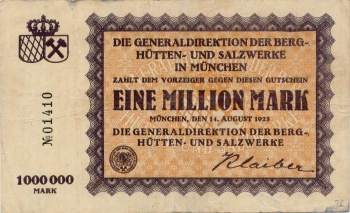 DIE GENERALDIREKTION DER BERG-
HÜTTEN- UND SALZWERKE
IN MÜNCHEN
ZAHLT DEM VORZEIGER GEGEN DIESEN GUTSCHEIN
EINE MILLION MARK
MÜNCHEN, DEN 14. AUGUST 1923
DIE GENERALDIREKTION DER BERG-
HÜTTEN- UND SALZWERKE
Klaiber
№01410
1000000
MARK